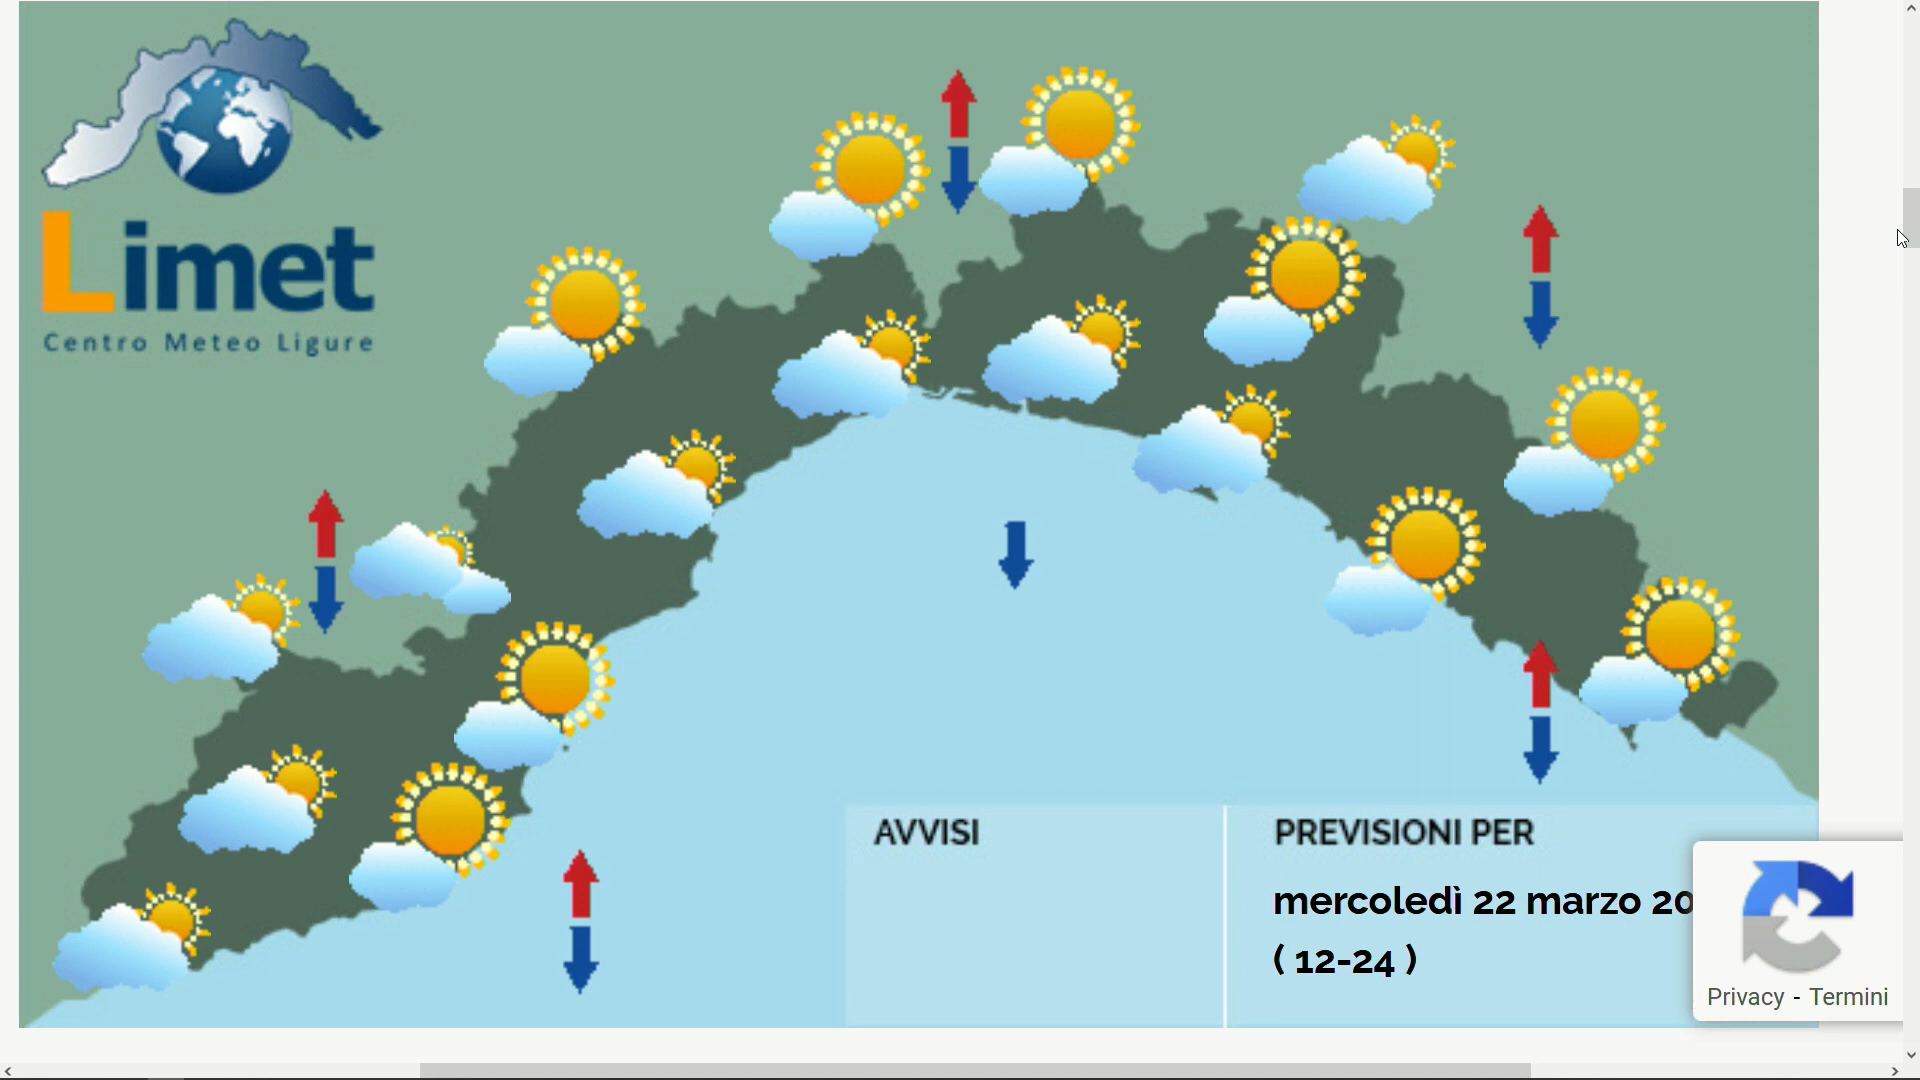 Limet
Centro Meteo Ligure
AVVISI
PREVISIONI PER
mercoledì 22 marzo 20
( 12-24 )
Privacy - Termini